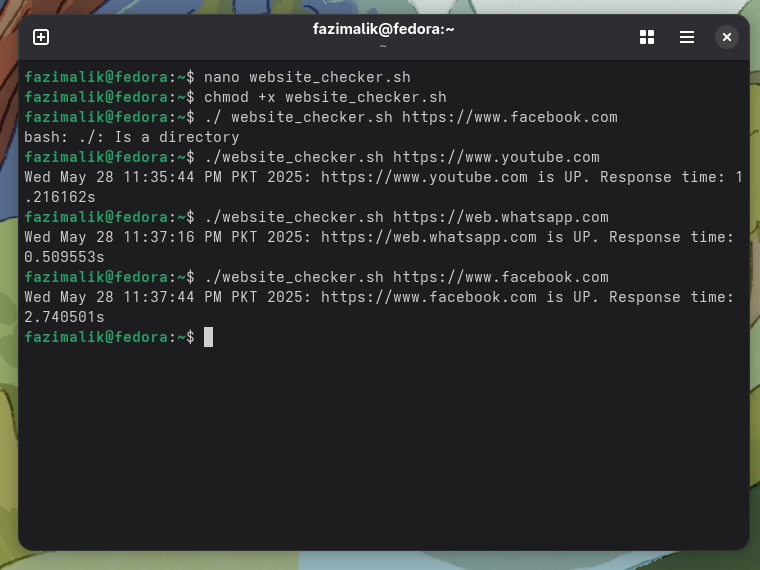 fazimalik@fedora:~
~
fazimalik@fedora:~$ nano website_checker.sh
fazimalik@fedora:~$ chmod +x website_checker.sh
fazimalik@fedora:~$ ./ website_checker.sh https://www.facebook.com
bash: ./: Is a directory
fazimalik@fedora:~$ ./website_checker.sh https://www.youtube.com
Wed May 28 11:35:44 PM PKT 2025: https://www.youtube.com is UP. Response time: 1
.216162s
fazimalik@fedora:~$ ./website_checker.sh https://web.whatsapp.com
Wed May 28 11:37:16 PM PKT 2025: https://web.whatsapp.com is UP. Response time:
0.509553s
fazimalik@fedora:~$ ./website_checker.sh https://www.facebook.com
Wed May 28 11:37:44 PM PKT 2025: https://www.facebook.com is UP. Response time:
2.740501s
fazimalik@fedora:~$